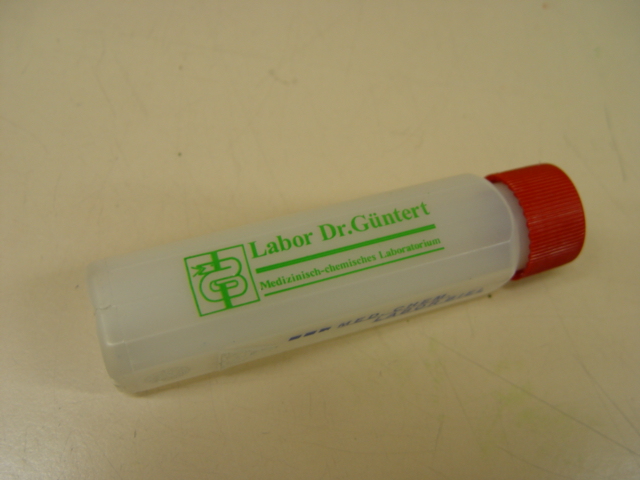 Labor Dr.Güntert
Medizinisch-chemisches Laboratorium